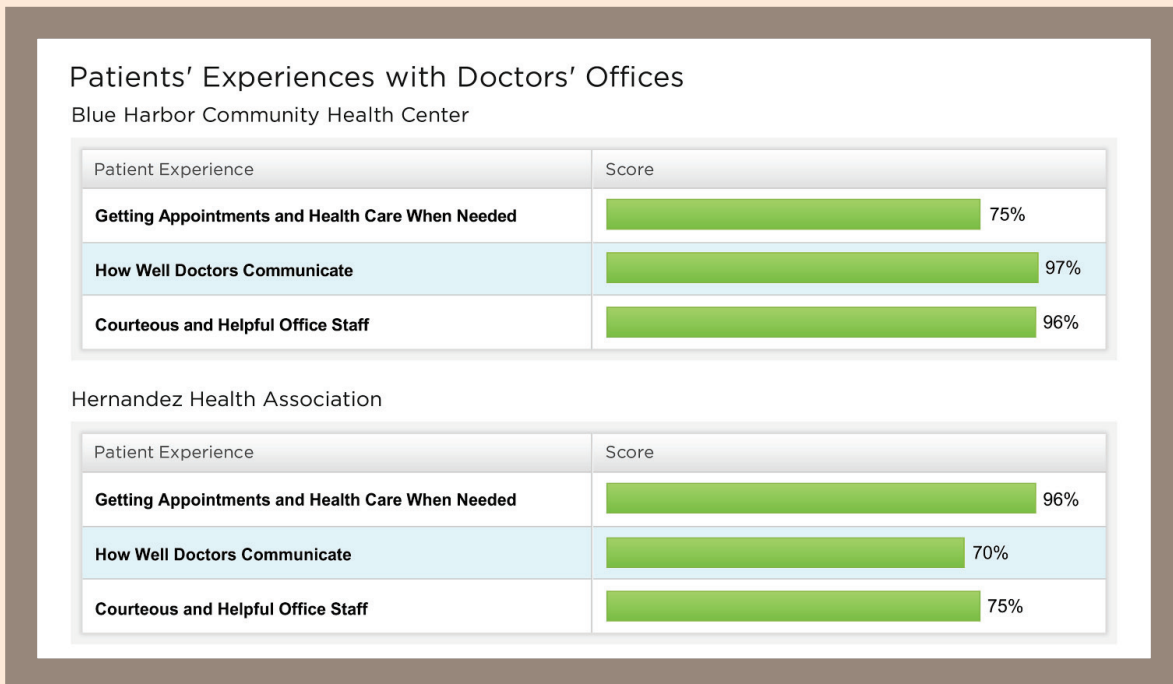 Patients' Experiences with Doctors' Offices
Blue Harbor Community Health Center
Patient Experience Score
Getting Appointments and Health Care When Needed 75%
How Well Doctors Communicate 97%
Courteous and Helpful Office Staff 96%
Hernandez Health Association
Patient Experience Score
Getting Appointments and Health Care When Needed 96%
How Well Doctors Communicate 70%
Courteous and Helpful Office Staff 75%